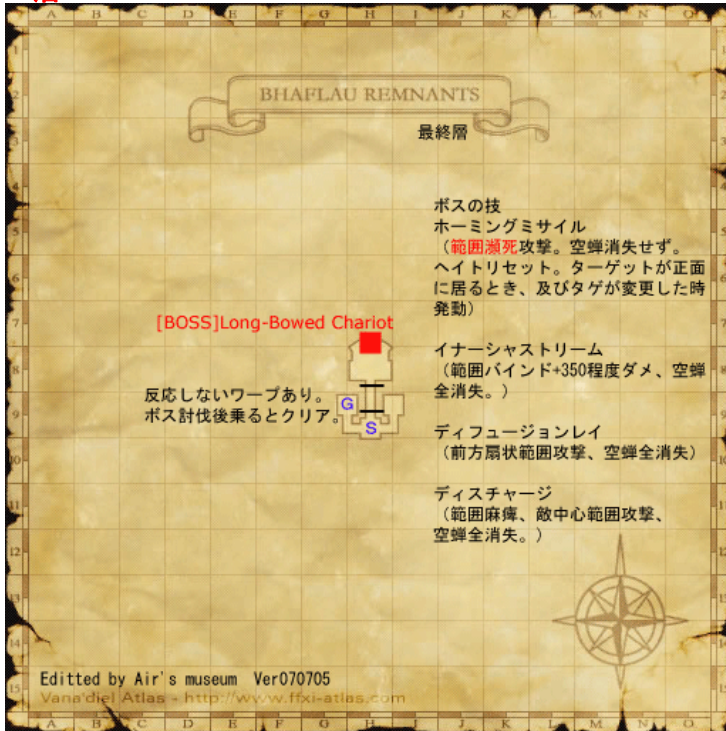 A B C D E F G H I J K L M N O
BHAFLAU REMNANTS
最終層
ボスの技
ホーミングミサイル
（範囲瀕死攻撃。空蝉消失せず。
ヘイトリセット。ターゲットが正面
に居るとき、及びタゲが変更した時
発動）
[BOSS]Long-Bowed Chariot
イナーシャストリーム
（範囲バインド+350程度ダメ、空蝉
全消失。）
反応しないワープあり。
ボス討伐後乗るとクリア。
G
S
ディフュージョンレイ
（前方扇状範囲攻撃、空蝉全消失）
ディスチャージ
（範囲麻痺、敵中心範囲攻撃、
空蝉全消失。）
Editted by Air's museum Ver070705
Vana'diel Atlas - http://www.ffxi-atlas.com
A B C D E F G H I J K L M N O